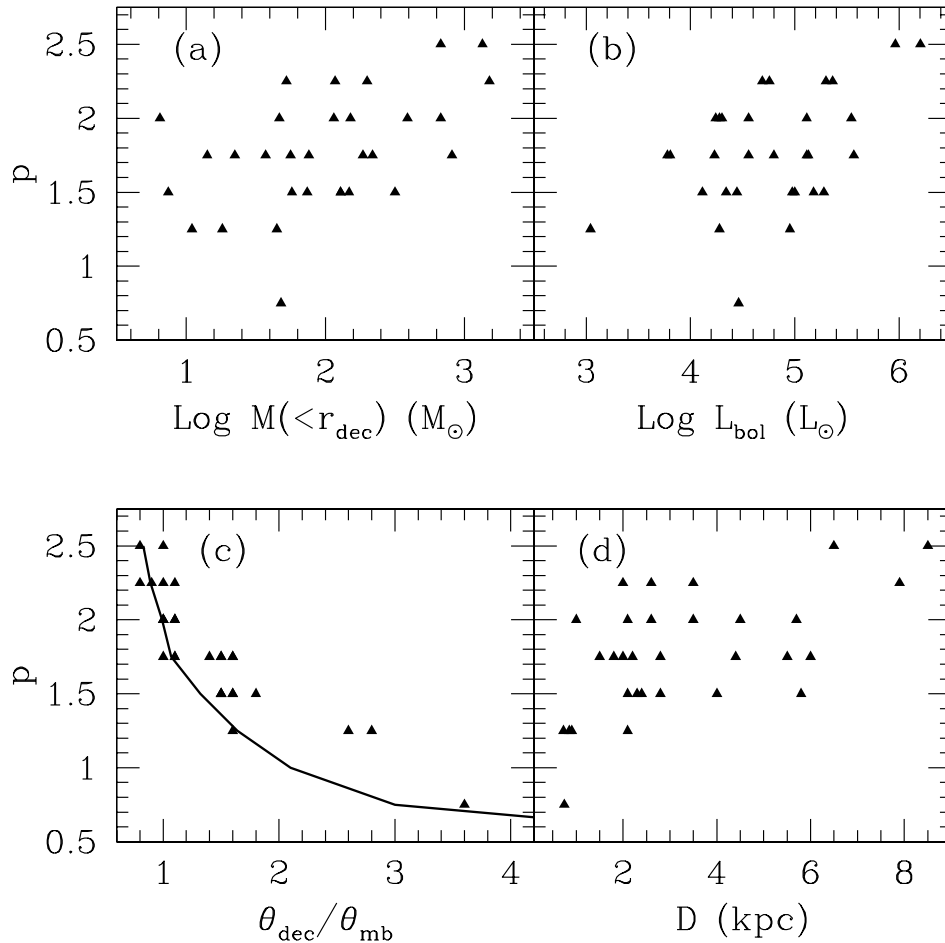 2.5 (a) (b)
p 2
1.5
1
0.5
1 2 3 3 4 5 6
Log M(<r_dec) (M_⊙) Log L_bol (L_⊙)
2.5 (c) (d)
p 2
1.5
1
0.5
1 2 3 4 2 4 6 8
θ_dec/θ_mb D (kpc)